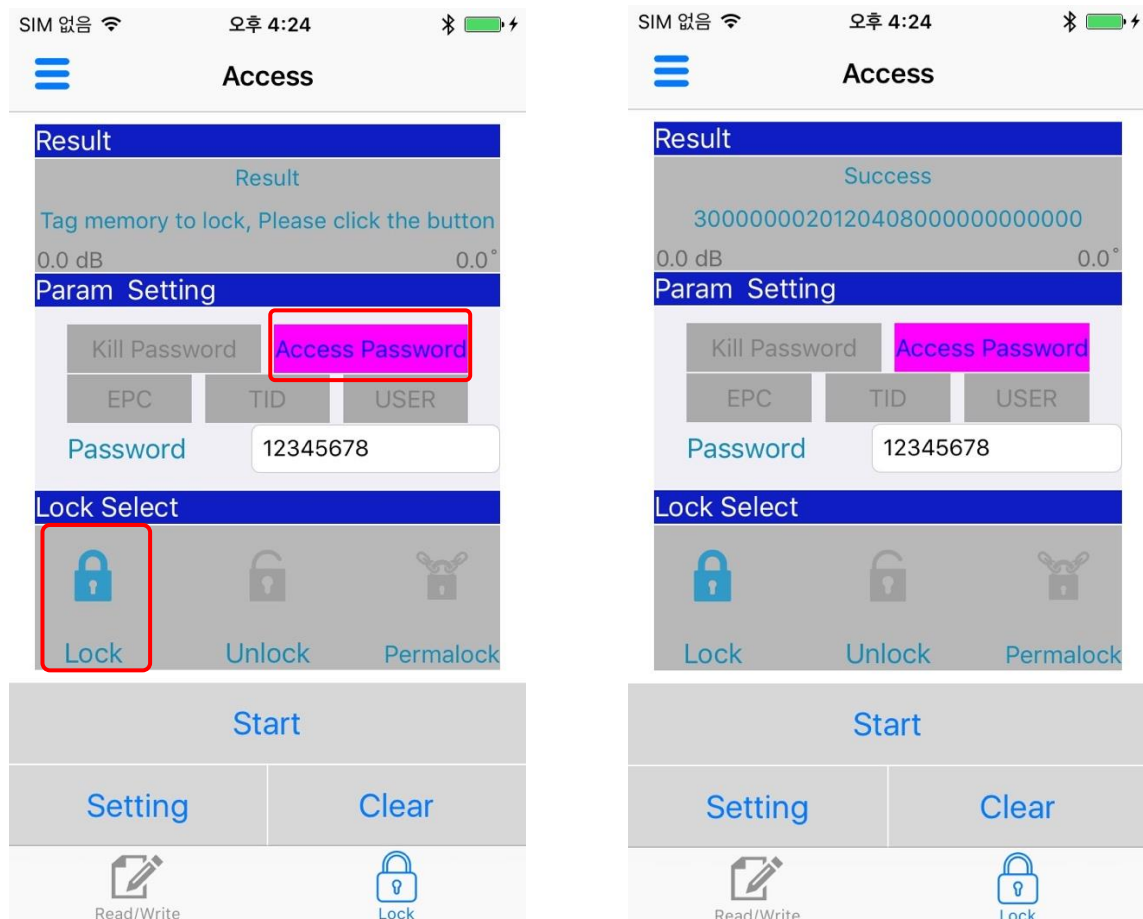 SIM 없음 오후 4:24
Access
Result
Result
Tag memory to lock, Please click the button
0.0 dB 0.0°
Param Setting
Kill Password Access Password
EPC TID USER
Password 12345678
Lock Select
Lock Unlock Permalock
Start
Setting Clear
Read/Write Lock
SIM 없음 오후 4:24
Access
Result
Success
300000002012040800000000000
0.0 dB 0.0°
Param Setting
Kill Password Access Password
EPC TID USER
Password 12345678
Lock Select
Lock Unlock Permalock
Start
Setting Clear
Read/Write Lock